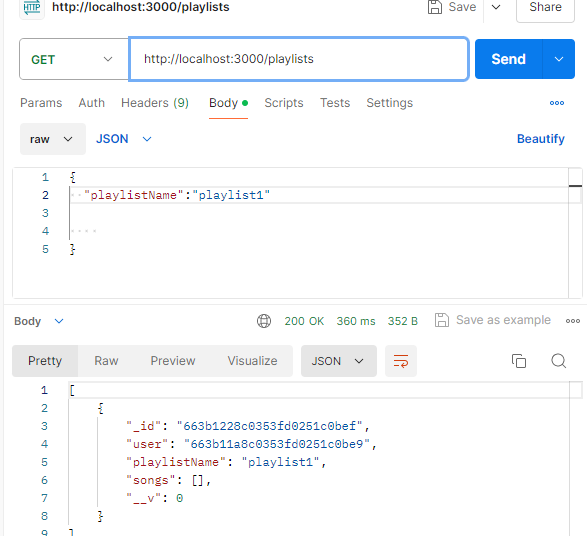 HTTP http://localhost:3000/playlists Save Share
GET http://localhost:3000/playlists Send
Params Auth Headers (9) Body Scripts Tests Settings
raw JSON Beautify
1 {
2 "playlistName":"playlist1"
3
4
5 }
Body 200 OK 360 ms 352 B Save as example
Pretty Raw Preview Visualize JSON
1 [
2 {
3 "_id": "663b1228c0353fd0251c0bef",
4 "user": "663b11a8c0353fd0251c0be9",
5 "playlistName": "playlist1",
6 "songs": [],
7 "__v": 0
8 }
9 ]